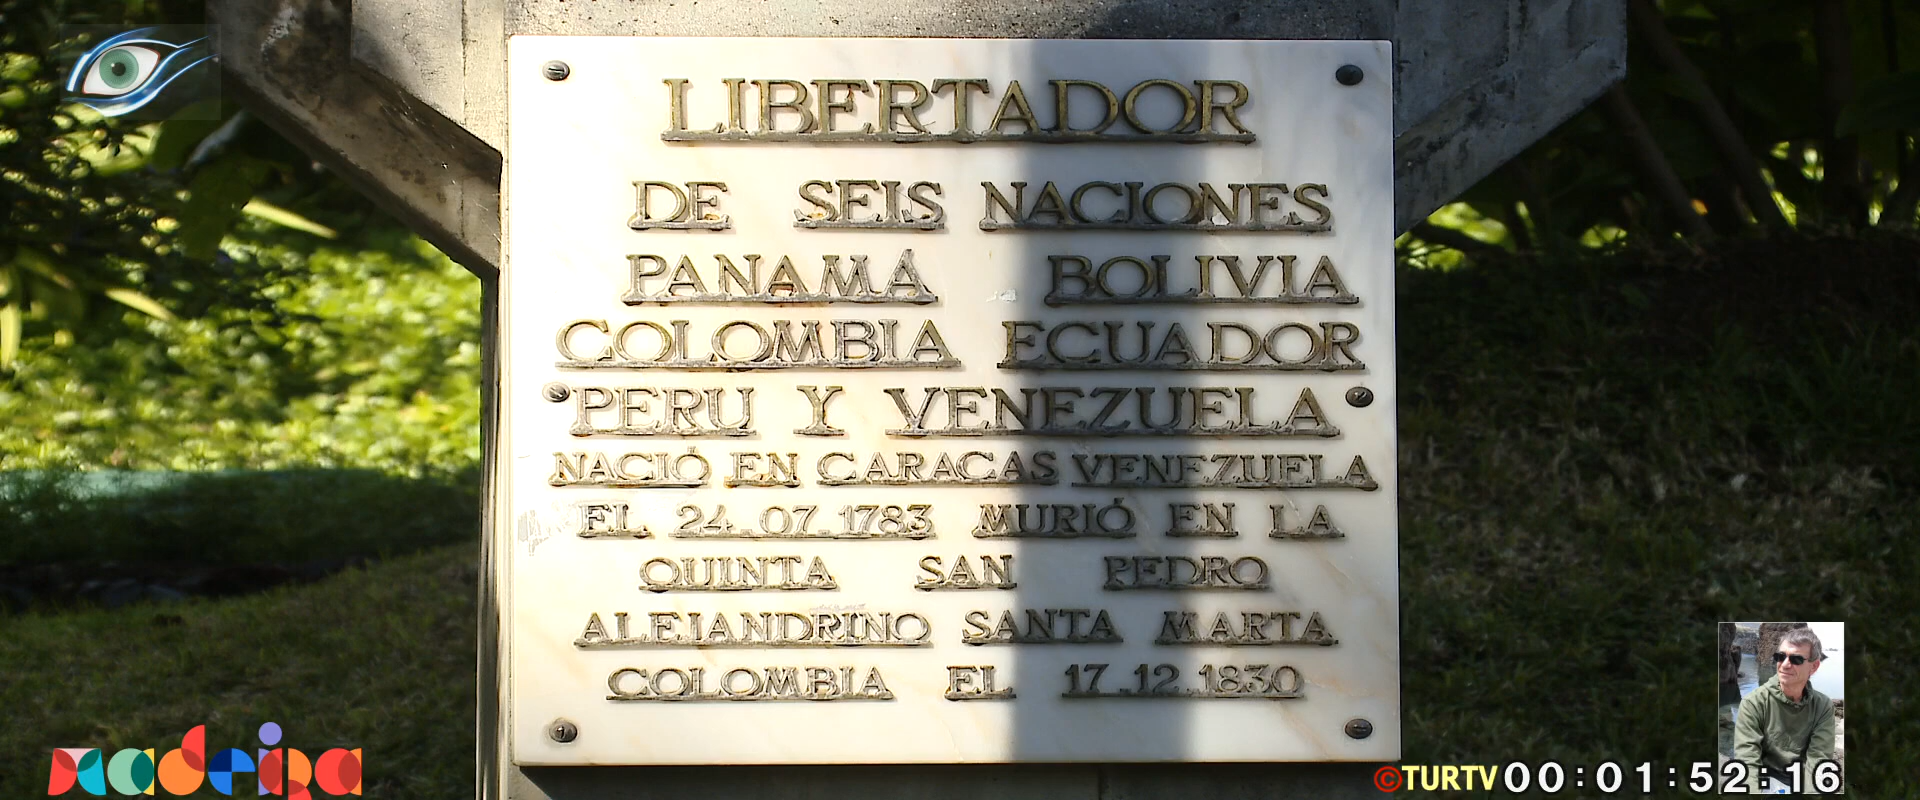 LIBERTADOR
DE SEIS NACIONES
PANAMÁ BOLIVIA
COLOMBIA ECUADOR
PERU Y VENEZUELA
NACIÓ EN CARACAS VENEZUELA
EL 24-07-1783 MURIÓ EN LA
QUINTA SAN PEDRO
ALEJANDRINO SANTA MARTA
COLOMBIA EL 17.12.1830
madeira
©TURTV 00:01:52:16